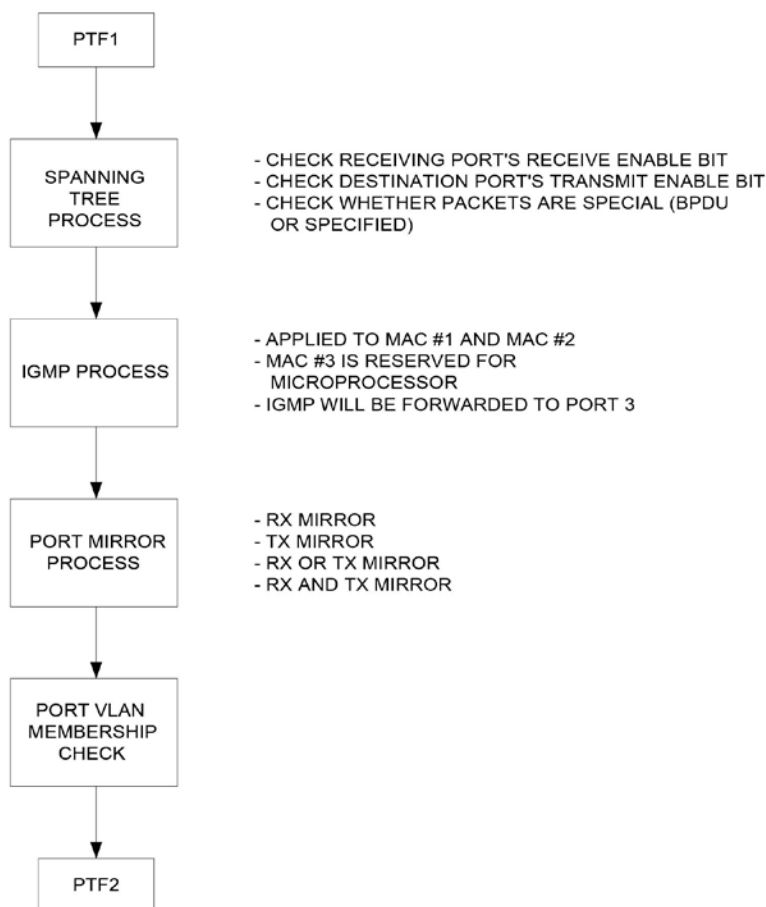 PTF1
SPANNING
TREE
PROCESS
- CHECK RECEIVING PORT'S RECEIVE ENABLE BIT
- CHECK DESTINATION PORT'S TRANSMIT ENABLE BIT
- CHECK WHETHER PACKETS ARE SPECIAL (BPDU
OR SPECIFIED)
IGMP PROCESS
- APPLIED TO MAC #1 AND MAC #2
- MAC #3 IS RESERVED FOR
MICROPROCESSOR
- IGMP WILL BE FORWARDED TO PORT 3
PORT MIRROR
PROCESS
- RX MIRROR
- TX MIRROR
- RX OR TX MIRROR
- RX AND TX MIRROR
PORT VLAN
MEMBERSHIP
CHECK
PTF2